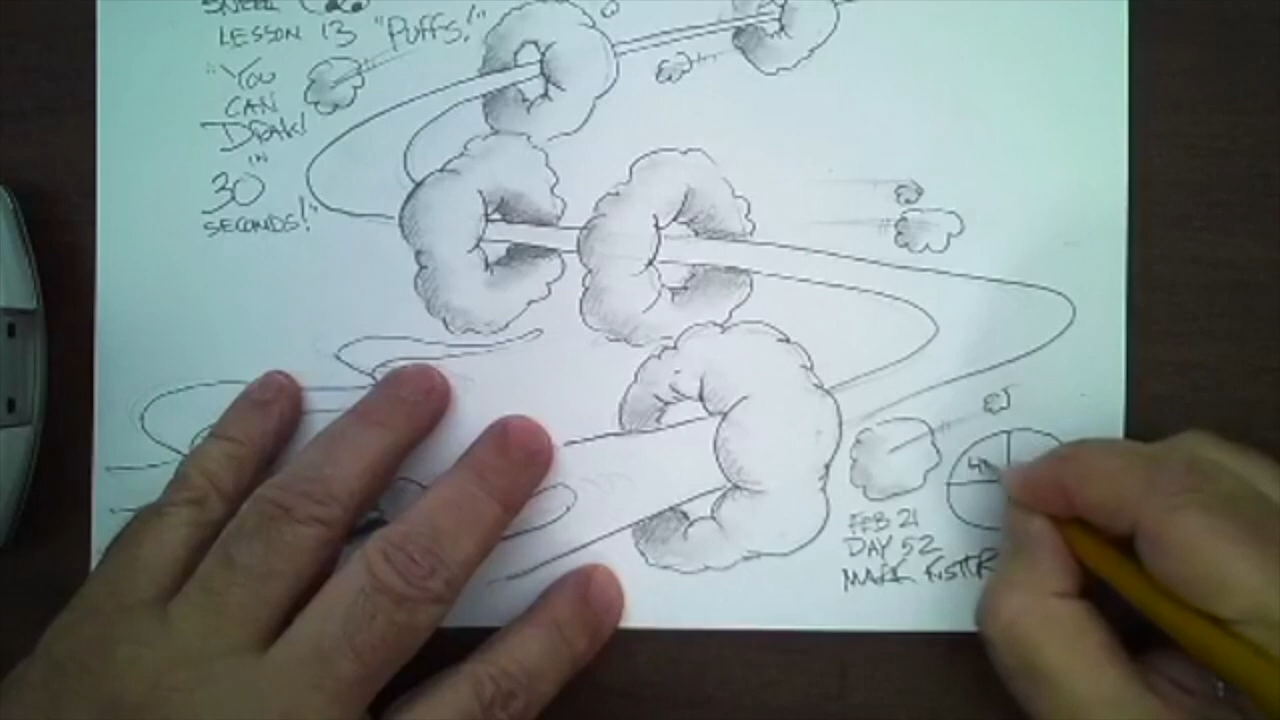 LESSON 13 "PUFFS!"
"YOU
CAN
DRAW!
IN
30
SECONDS!"
FEB 21
DAY 52
MARK